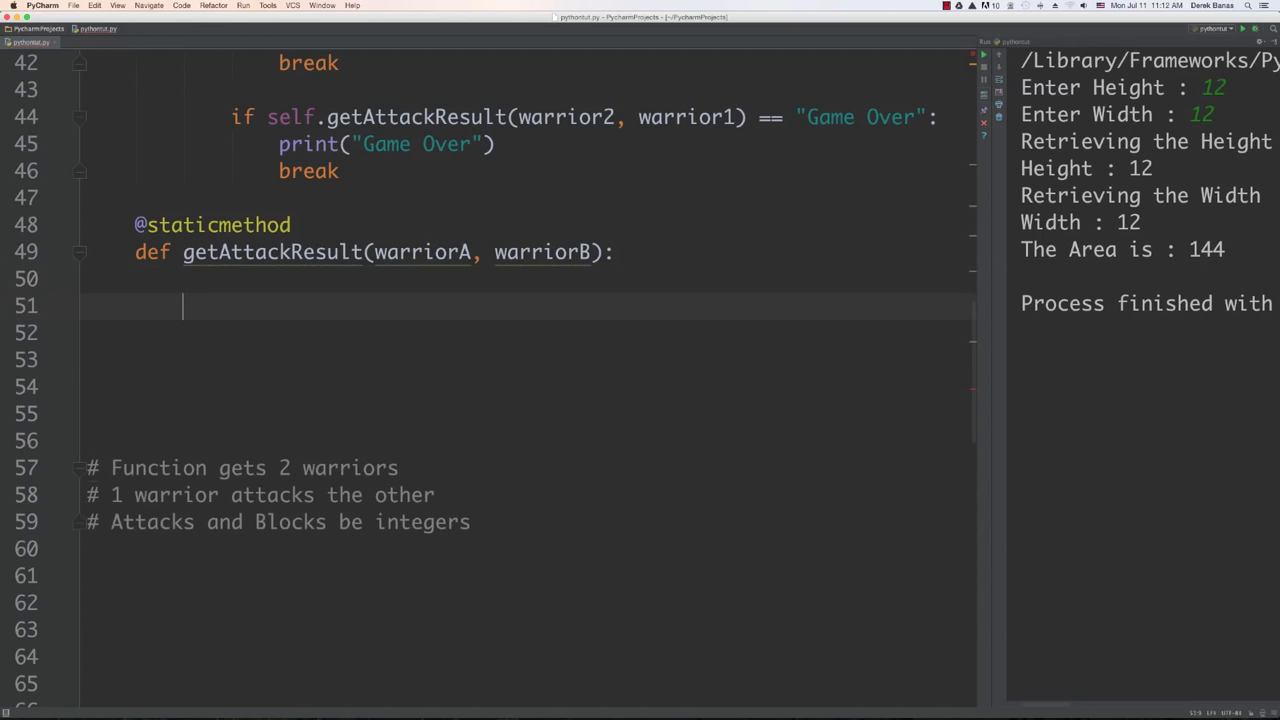 PyCharm File Edit View Navigate Code Refactor Run Tools VCS Window Help
10 Mon Jul 11 11:12 AM Derek Banas
pythontut.py - PycharmProjects - [~/PycharmProjects]
PycharmProjects pythontut.py pythontut
pythontut.py
Run pythontut
42 break
43
44 if self.getAttackResult(warrior2, warrior1) == "Game Over":
45 print("Game Over")
46 break
47
48 @staticmethod
49 def getAttackResult(warriorA, warriorB):
50
51
52
53
54
55
56
57 # Function gets 2 warriors
58 # 1 warrior attacks the other
59 # Attacks and Blocks be integers
60
61
62
63
64
65
/Library/Frameworks/Py
Enter Height : 12
Enter Width : 12
Retrieving the Height
Height : 12
Retrieving the Width
Width : 12
The Area is : 144
Process finished with